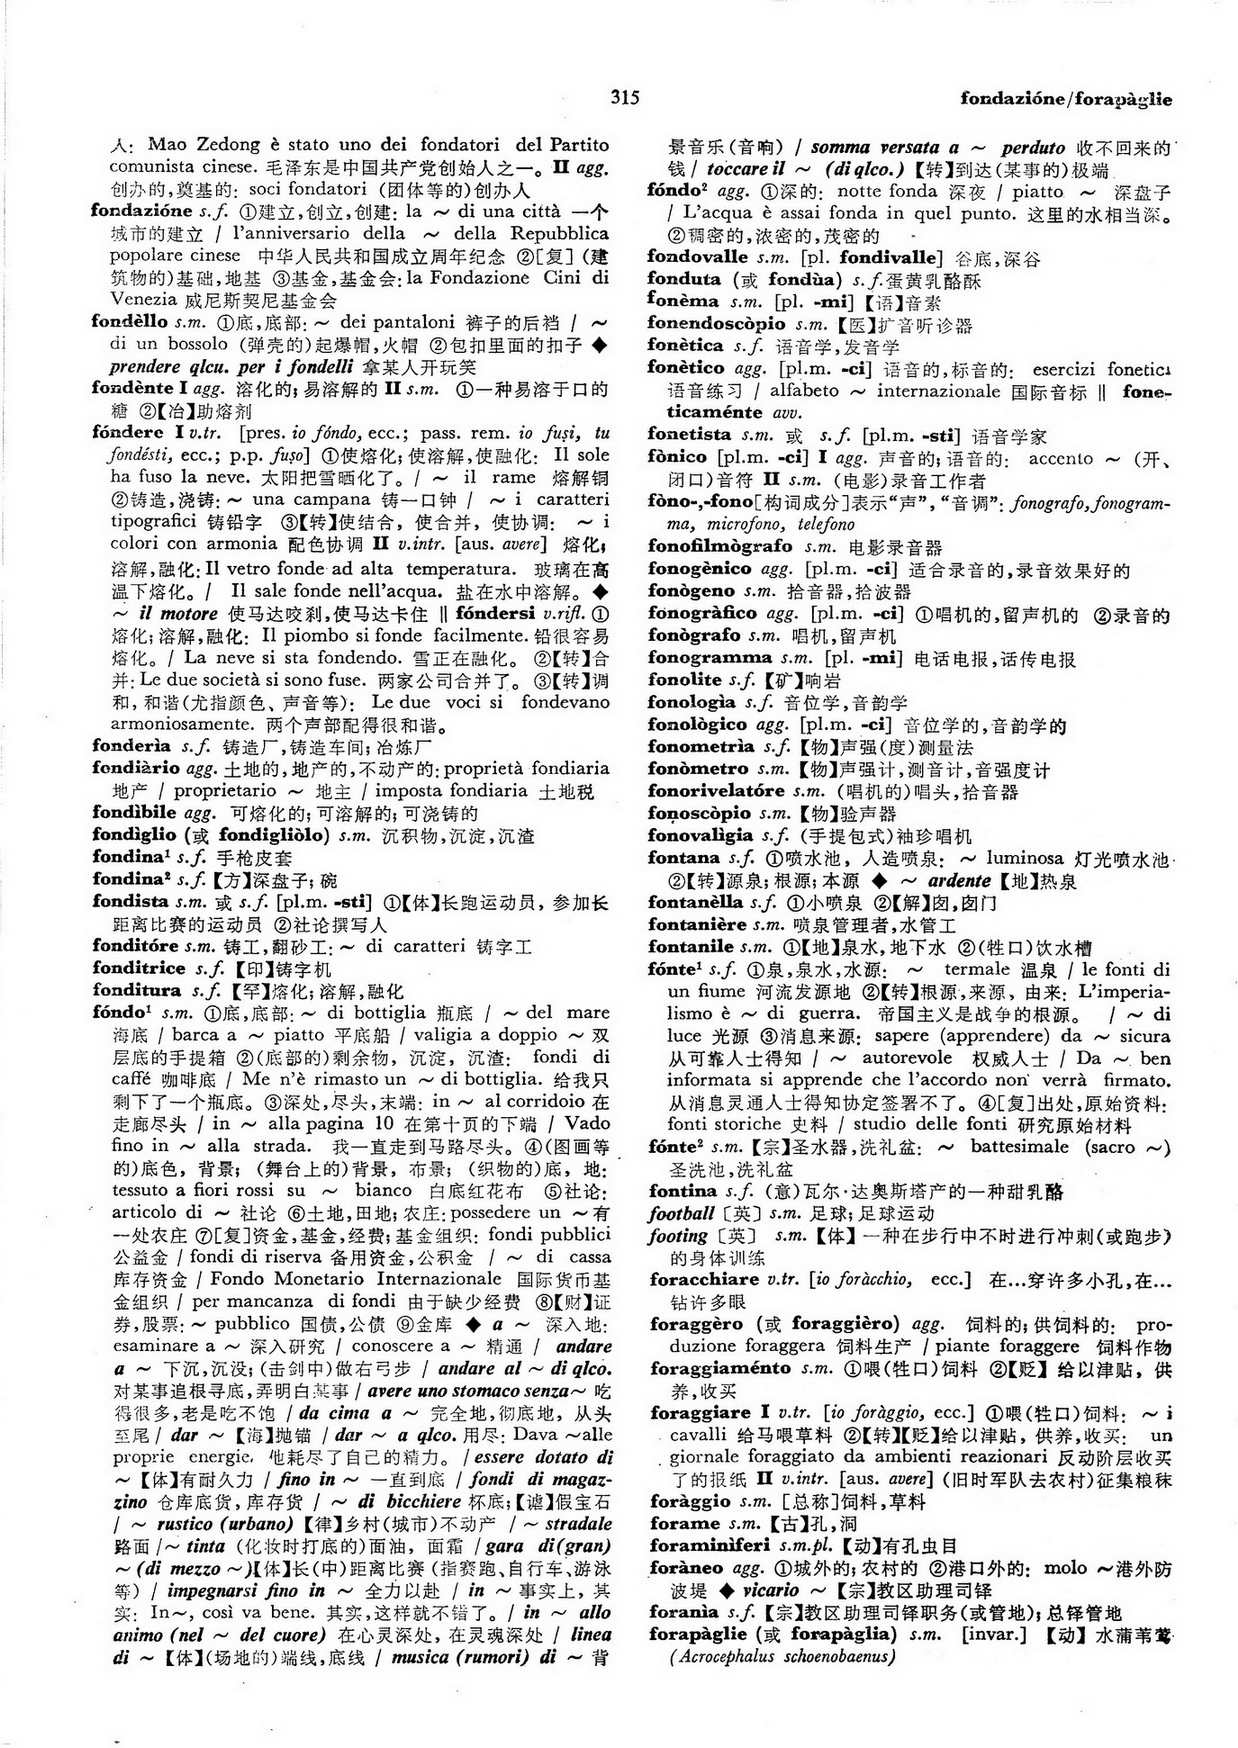 315
fondazióne/forapàglie
人: Mao Zedong è stato uno dei fondatori del Partito
comunista cinese. 毛泽东是中国共产党创始人之一。 II agg.
创办的,奠基的: soci fondatori (团体等的)创办人
fondazióne s.f. ①建立,创立,创建: la ~ di una città 一个
城市的建立 / l'anniversario della ~ della Repubblica
popolare cinese 中华人民共和国成立周年纪念 ②[复] (建
筑物的)基础,地基 ③基金,基金会: la Fondazione Cini di
Venezia 威尼斯契尼基金会
fondèllo s.m. ①底,底部: ~ dei pantaloni 裤子的后裆 / ~
di un bossolo (弹壳的)起爆帽,火帽 ②包扣里面的扣子 ◆
prendere qlcu. per i fondelli 拿某人开玩笑
fondènte I agg. 溶化的; 易溶解的 II s.m. ①一种易溶于口的
糖 ②【冶】助熔剂
fóndere I v.tr. [pres. io fóndo, ecc.; pass. rem. io fuṣi, tu
fondésti, ecc.; p.p. fuṣo] ①使熔化; 使溶解,使融化: Il sole
ha fuso la neve. 太阳把雪晒化了。 / ~ il rame 熔解铜
②铸造,浇铸: ~ una campana 铸一口钟 / ~ i caratteri
tipografici 铸铅字 ③【转】使结合, 使合并, 使协调: ~ i
colori con armonia 配色协调 II v.intr. [aus. avere] 熔化;
溶解,融化: Il vetro fonde ad alta temperatura. 玻璃在高
温下熔化。/ Il sale fonde nell'acqua. 盐在水中溶解。 ◆
~ il motore 使马达咬刹,使马达卡住 ‖ fóndersi v.rifl. ①
熔化; 溶解,融化: Il piombo si fonde facilmente. 铅很容易
熔化。/ La neve si sta fondendo. 雪正在融化。 ②【转】合
并: Le due società si sono fuse. 两家公司合并了。 ③【转】调
和, 和谐(尤指颜色、声音等): Le due voci si fondevano
armoniosamente. 两个声部配得很和谐。
fonderìa s.f. 铸造厂,铸造车间; 冶炼厂
fondiàrio agg. 土地的,地产的,不动产的: proprietà fondiaria
地产 / proprietario ~ 地主 / imposta fondiaria 土地税
fondìbile agg. 可熔化的; 可溶解的; 可浇铸的
fondìglio (或 fondigliòlo) s.m. 沉积物,沉淀,沉渣
fondina¹ s.f. 手枪皮套
fondina² s.f. 【方】深盘子; 碗
fondista s.m. 或 s.f. [pl.m. -sti] ①【体】长跑运动员, 参加长
距离比赛的运动员 ②社论撰写人
fonditóre s.m. 铸工,翻砂工: ~ di caratteri 铸字工
fonditrice s.f. 【印】铸字机
fonditura s.f. 【罕】熔化; 溶解,融化
fóndo¹ s.m. ①底,底部: ~ di bottiglia 瓶底 / ~ del mare
海底 / barca a ~ piatto 平底船 / valigia a doppio ~ 双
层底的手提箱 ②(底部的)剩余物, 沉淀, 沉渣: fondi di
caffé 咖啡底 / Me n'è rimasto un ~ di bottiglia. 给我只
剩下了一个瓶底。 ③深处,尽头,末端: in ~ al corridoio 在
走廊尽头 / in ~ alla pagina 10 在第十页的下端 / Vado
fino in ~ alla strada. 我一直走到马路尽头。 ④(图画等
的)底色, 背景; (舞台上的)背景, 布景; (织物的)底, 地:
tessuto a fiori rossi su ~ bianco 白底红花布 ⑤社论:
articolo di ~ 社论 ⑥土地,田地; 农庄: possedere un ~ 有
一处农庄 ⑦[复]资金,基金,经费; 基金组织: fondi pubblici
公益金 / fondi di riserva 备用资金,公积金 / ~ di cassa
库存资金 / Fondo Monetario Internazionale 国际货币基
金组织 / per mancanza di fondi 由于缺少经费 ⑧【财】证
券,股票: ~ pubblico 国债,公债 ⑨金库 ◆ a ~ 深入地:
esaminare a ~ 深入研究 / conoscere a ~ 精通 / andare
a ~ 下沉,沉没; (击剑中)做右弓步 / andare al ~ di qlco.
对某事追根寻底,弄明白某事 / avere uno stomaco senza ~ 吃
得很多,老是吃不饱 / da cima a ~ 完全地,彻底地, 从头
至尾 / dar ~ 【海】抛锚 / dar ~ a qlco. 用尽: Dava ~ alle
proprie energie. 他耗尽了自己的精力。 / essere dotato di
~ 【体】有耐久力 / fino in ~ 一直到底 / fondi di magaz-
zino 仓库底货, 库存货 / ~ di bicchiere 杯底; 【谑】假宝石
/ ~ rustico (urbano) 【律】乡村(城市)不动产 / ~ stradale
路面 / ~ tinta (化妆时打底的)面油, 面霜 / gara di (gran)
~ (di mezzo ~)【体】长(中)距离比赛 (指赛跑、自行车、游泳
等) / impegnarsi fino in ~ 全力以赴 / in ~ 事实上, 其
实: In ~, così va bene. 其实,这样就不错了。 / in ~ allo
animo (nel ~ del cuore) 在心灵深处, 在灵魂深处 / linea
di ~ 【体】(场地的)端线,底线 / musica (rumori) di ~ 背
景音乐(音响) / somma versata a ~ perduto 收不回来的
钱 / toccare il ~ (di qlco.) 【转】到达(某事的)极端
fóndo² agg. ①深的: notte fonda 深夜 / piatto ~ 深盘子
/ L'acqua è assai fonda in quel punto. 这里的水相当深。
②稠密的,浓密的,茂密的
fondovalle s.m. [pl. fondivalle] 谷底,深谷
fonduta (或 fondùa) s.f. 蛋黄乳酪酥
fonèma s.m. [pl. -mi] 【语】音素
fonendoscòpio s.m. 【医】扩音听诊器
fonètica s.f. 语音学,发音学
fonètico agg. [pl.m. -ci] 语音的,标音的: esercizi fonetici
语音练习 / alfabeto ~ internazionale 国际音标 ‖ fone-
ticaménte avv.
fonetista s.m. 或 s.f. [pl.m. -sti] 语音学家
fònico [pl.m. -ci] I agg. 声音的; 语音的: accento ~ (开、
闭口)音符 II s.m. (电影)录音工作者
fòno-,-fono[构词成分]表示“声”, “音调”: fonografo, fonogram-
ma, microfono, telefono
fonofilmògrafo s.m. 电影录音器
fonogènico agg. [pl.m. -ci] 适合录音的,录音效果好的
fonògeno s.m. 拾音器,拾波器
fonogràfico agg. [pl.m. -ci] ①唱机的,留声机的 ②录音的
fonògrafo s.m. 唱机,留声机
fonogramma s.m. [pl. -mi] 电话电报,话传电报
fonolite s.f. 【矿】响岩
fonologìa s.f. 音位学,音韵学
fonològico agg. [pl.m. -ci] 音位学的,音韵学的
fonometrìa s.f. 【物】声强(度)测量法
fonòmetro s.m. 【物】声强计,测音计,音强度计
fonorivelatóre s.m. (唱机的)唱头,拾音器
fonoscòpio s.m. 【物】验声器
fonovalìgia s.f. (手提包式)袖珍唱机
fontana s.f. ①喷水池, 人造喷泉: ~ luminosa 灯光喷水池
②【转】源泉; 根源; 本源 ◆ ~ ardente 【地】热泉
fontanèlla s.f. ①小喷泉 ②【解】囟,囟门
fontanière s.m. 喷泉管理者,水管工
fontanile s.m. ①【地】泉水,地下水 ②(牲口)饮水槽
fónte¹ s.f. ①泉,泉水,水源: ~ termale 温泉 / le fonti di
un fiume 河流发源地 ②【转】根源,来源, 由来: L'imperia-
lismo è ~ di guerra. 帝国主义是战争的根源。 / ~ di
luce 光源 ③消息来源: sapere (apprendere) da ~ sicura
从可靠人士得知 / ~ autorevole 权威人士 / Da ~ ben
informata si apprende che l'accordo non verrà firmato.
从消息灵通人士得知协定签署不了。 ④[复]出处,原始资料:
fonti storiche 史料 / studio delle fonti 研究原始材料
fónte² s.m. 【宗】圣水器,洗礼盆: ~ battesimale (sacro ~)
圣洗池,洗礼盆
fontina s.f. (意)瓦尔·达奥斯塔产的一种甜乳酪
football 〔英〕 s.m. 足球; 足球运动
footing 〔英〕 s.m. 【体】 一种在步行中不时进行冲刺(或跑步)
的身体训练
foracchiare v.tr. [io foràcchio, ecc.] 在…穿许多小孔,在…
钻许多眼
foraggèro (或 foraggièro) agg. 饲料的; 供饲料的: pro-
duzione foraggera 饲料生产 / piante foraggere 饲料作物
foraggiaménto s.m. ①喂(牲口)饲料 ②【贬】 给以津贴, 供
养,收买
foraggiare I v.tr. [io foràggio, ecc.] ①喂(牲口)饲料: ~ i
cavalli 给马喂草料 ②【转】【贬】给以津贴, 供养,收买: un
giornale foraggiato da ambienti reazionari 反动阶层收买
了的报纸 II v.intr. [aus. avere] (旧时军队去农村)征集粮秣
foràggio s.m. [总称]饲料,草料
forame s.m. 【古】孔,洞
foraminìferi s.m.pl. 【动】有孔虫目
foràneo agg. ①城外的; 农村的 ②港口外的: molo ~ 港外防
波堤 ◆ vicario ~ 【宗】教区助理司铎
foranìa s.f. 【宗】教区助理司铎职务(或管地); 总铎管地
forapàglie (或 forapàglia) s.m. [invar.] 【动】 水蒲苇莺
(Acrocephalus schoenobaenus)